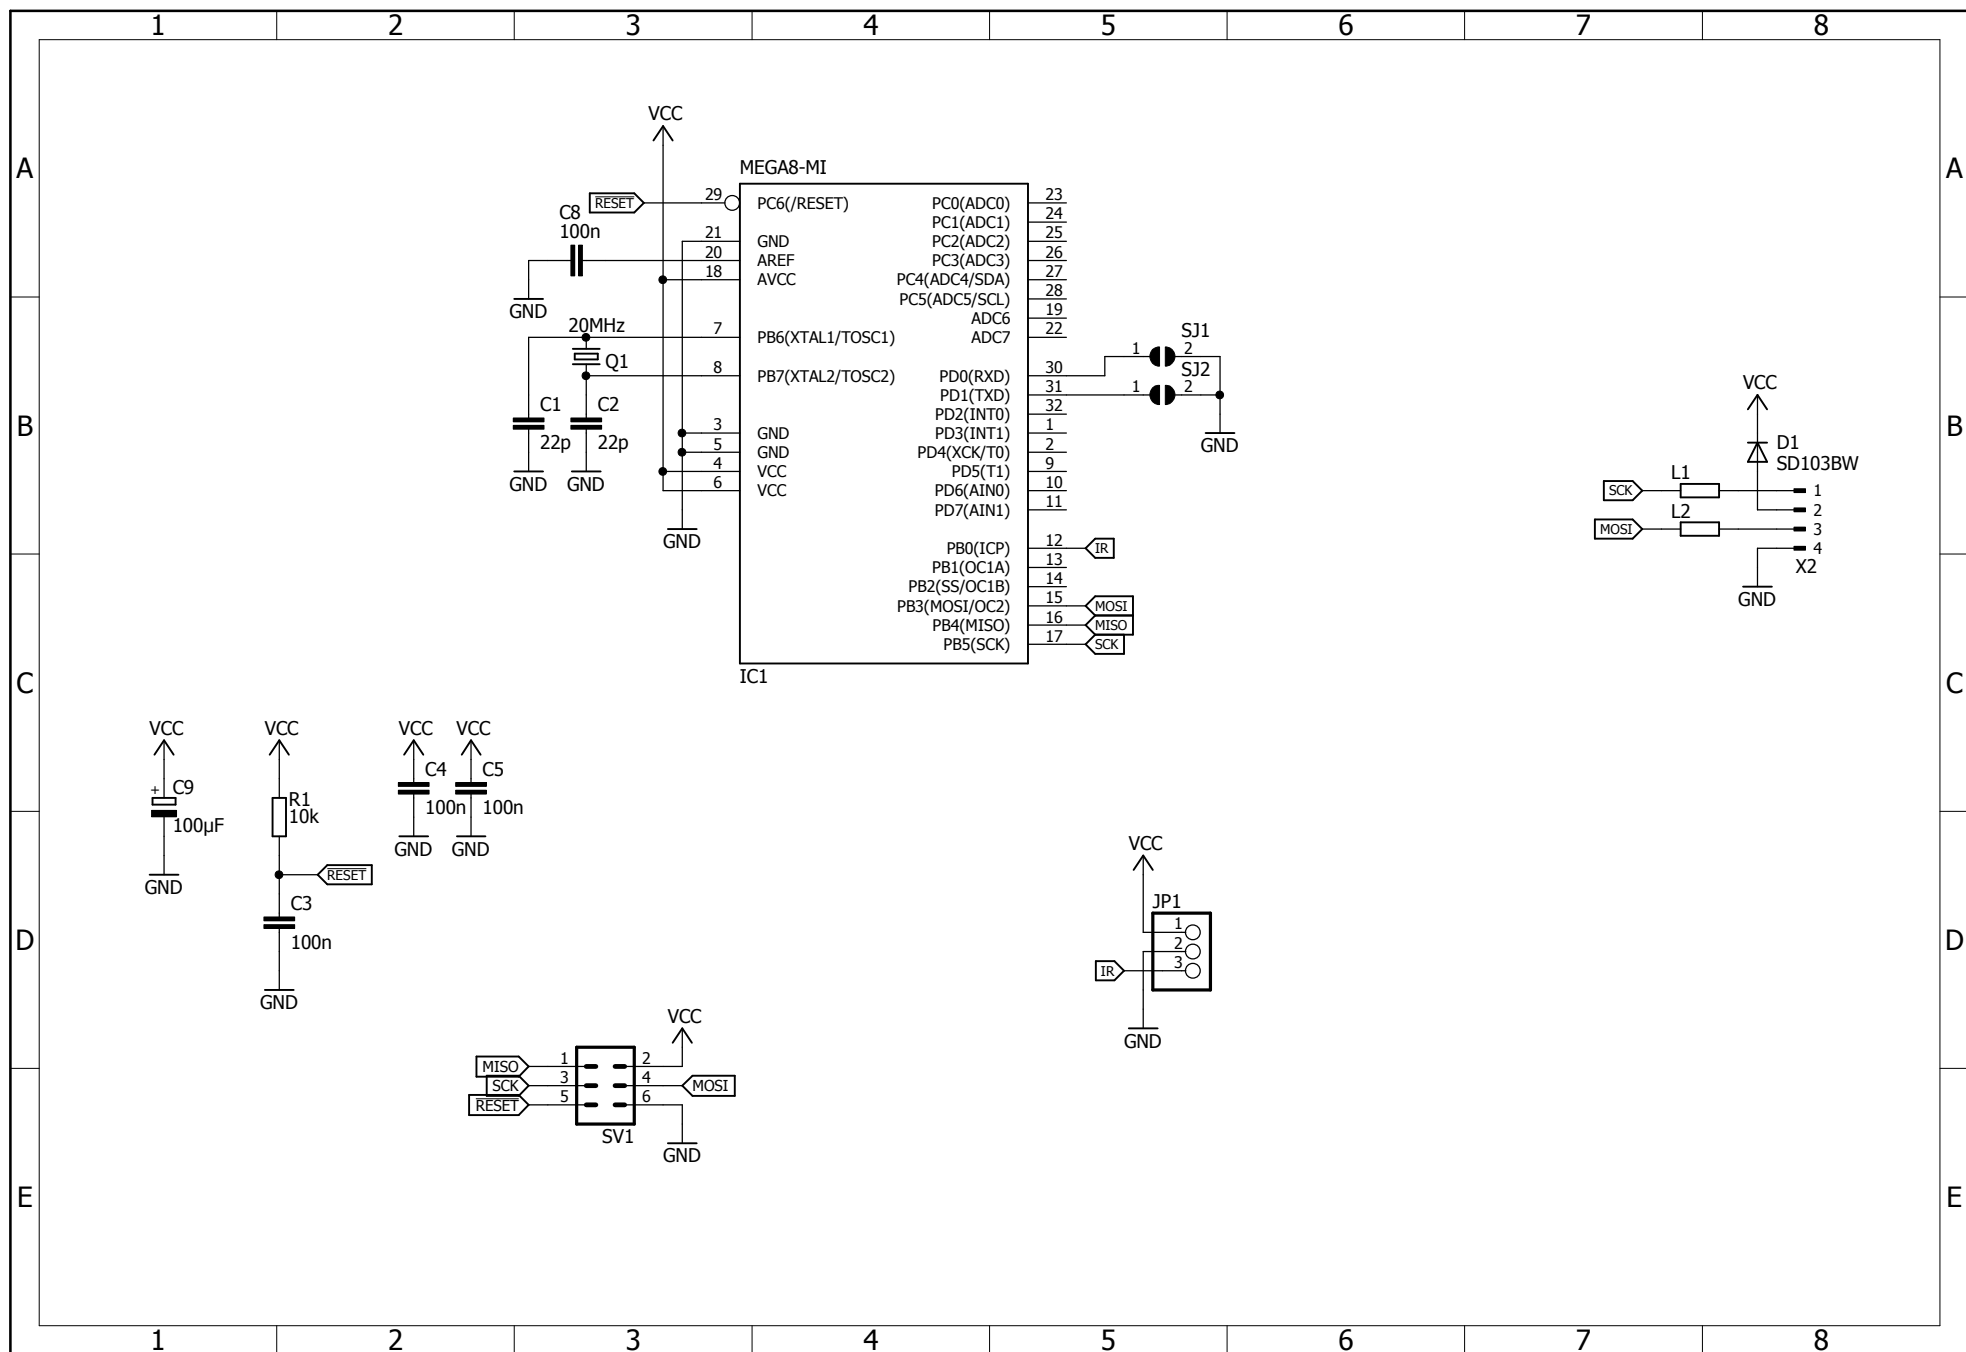 1 2 3 4 5 6 7 8
A A
VCC
MEGA8-MI
RESET 29 PC6(/RESET) PC0(ADC0) 23
C8
100n
PC1(ADC1) 24
21 GND PC2(ADC2) 25
20 AREF PC3(ADC3) 26
18 AVCC PC4(ADC4/SDA) 27
PC5(ADC5/SCL) 28
GND
ADC6 19
20MHz 7 PB6(XTAL1/TOSC1) ADC7 22
Q1
8 PB7(XTAL2/TOSC2) PD0(RXD) 30
PD1(TXD) 31
PD2(INT0) 32
3 GND PD3(INT1) 1
5 GND PD4(XCK/T0) 2
4 VCC PD5(T1) 9
6 VCC PD6(AIN0) 10
PD7(AIN1) 11
GND
C1
22p
GND
C2
22p
GND
SJ1
1 2
SJ2
1 2
GND
B B
VCC
D1
SD103BW
SCK L1 1
2
MOSI L2 3
4
X2
GND
PB0(ICP) 12 IR
PB1(OC1A) 13
PB2(SS/OC1B) 14
PB3(MOSI/OC2) 15 MOSI
PB4(MISO) 16 MISO
PB5(SCK) 17 SCK
IC1
C C
VCC
+ C9
100µF
GND
VCC
R1
10k
RESET
C3
100n
GND
VCC
C4
100n
GND
VCC
C5
100n
GND
D D
VCC
JP1
1
2
IR 3
GND
VCC
MISO 1 2
SCK 3 4 MOSI
RESET 5 6
SV1
GND
E E
1 2 3 4 5 6 7 8